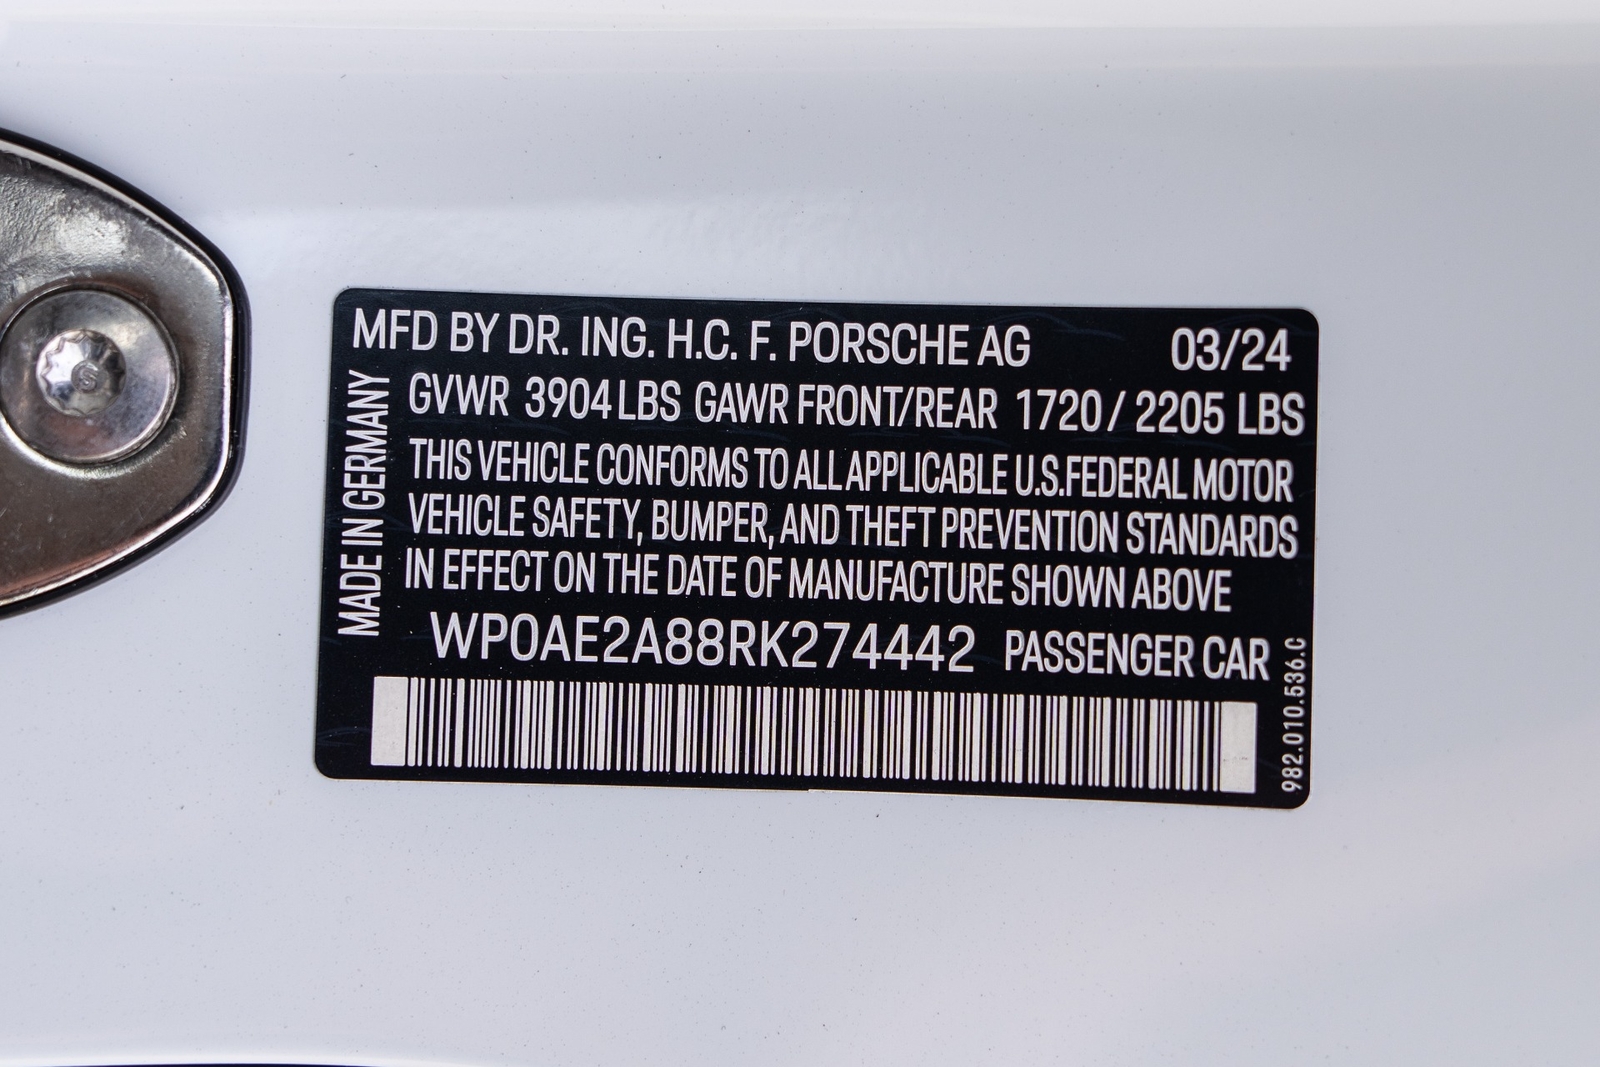 MFD BY DR. ING. H.C. F. PORSCHE AG 03/24
GVWR 3904 LBS GAWR FRONT/REAR 1720 / 2205 LBS
THIS VEHICLE CONFORMS TO ALL APPLICABLE U.S.FEDERAL MOTOR
VEHICLE SAFETY, BUMPER, AND THEFT PREVENTION STANDARDS
IN EFFECT ON THE DATE OF MANUFACTURE SHOWN ABOVE
WP0AE2A88RK274442 PASSENGER CAR
MADE IN GERMANY
982.010.536.C